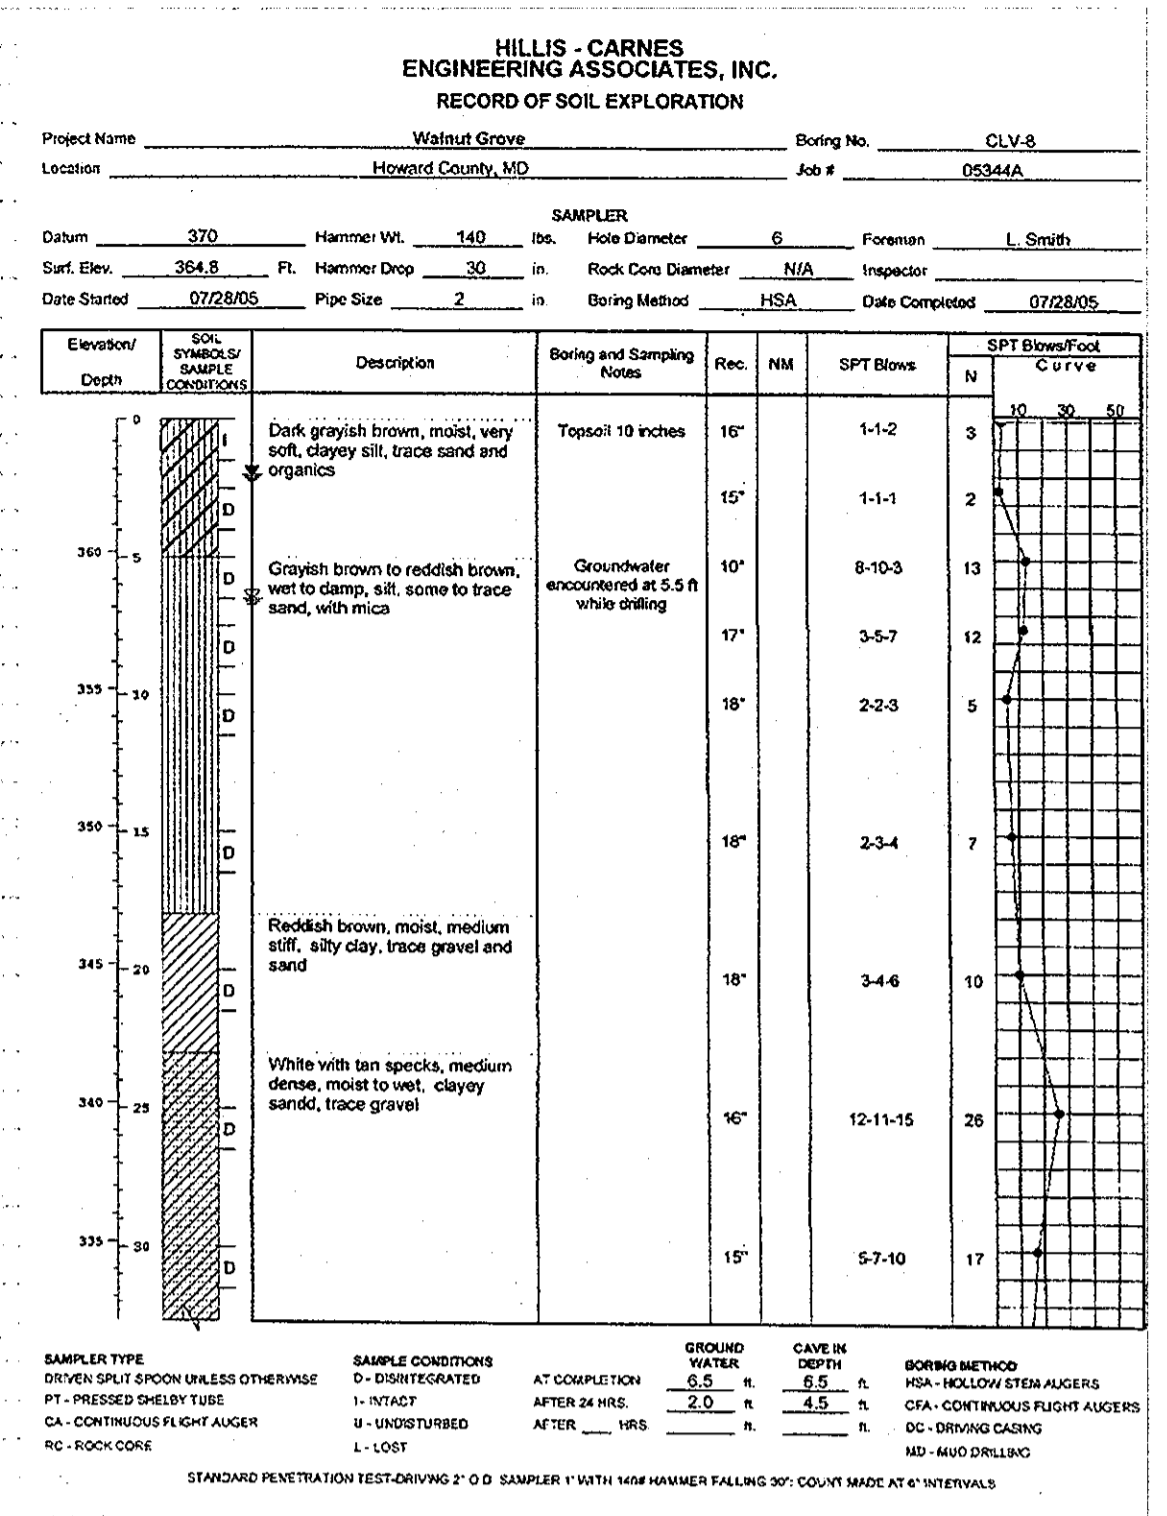 HILLIS - CARNES
ENGINEERING ASSOCIATES, INC.
RECORD OF SOIL EXPLORATION
Project Name Walnut Grove Boring No. CLV-8
Location Howard County, MD Job # 05344A
SAMPLER
Datum 370 Hammer Wt. 140 lbs. Hole Diameter 6 Foreman L. Smith
Surf. Elev. 364.8 Ft. Hammer Drop 30 in. Rock Core Diameter N/A Inspector
Date Started 07/28/05 Pipe Size 2 in. Boring Method HSA Date Completed 07/28/05
Elevation/
Depth
SOIL
SYMBOLS/
SAMPLE
CONDITIONS
Description
Boring and Sampling
Notes
Rec.
NM
SPT Blows
SPT Blows/Foot
N
Curve
10 30 50
0
I
Dark grayish brown, moist, very
soft, clayey silt, trace sand and
organics
Topsoil 10 inches
16" 1-1-2 3
D
15" 1-1-1 2
360
5
D
Grayish brown to reddish brown,
wet to damp, silt, some to trace
sand, with mica
Groundwater
encountered at 5.5 ft
while drilling
10" 8-10-3 13
D
17" 3-5-7 12
355
10
D
18" 2-2-3 5
350
15
D
18" 2-3-4 7
Reddish brown, moist, medium
stiff, silty clay, trace gravel and
sand
345
20
D
18" 3-4-6 10
White with tan specks, medium
dense, moist to wet, clayey
sandd, trace gravel
340
25
D
16" 12-11-15 26
335
30
D
15" 5-7-10 17
SAMPLER TYPE
DRIVEN SPLIT SPOON UNLESS OTHERWISE
PT - PRESSED SHELBY TUBE
CA - CONTINUOUS FLIGHT AUGER
RC - ROCK CORE
SAMPLE CONDITIONS
D - DISINTEGRATED
I - INTACT
U - UNDISTURBED
L - LOST
GROUND
WATER
CAVE IN
DEPTH
AT COMPLETION 6.5 ft. 6.5 ft.
AFTER 24 HRS. 2.0 ft. 4.5 ft.
AFTER HRS. ft. ft.
BORING METHOD
HSA - HOLLOW STEM AUGERS
CFA - CONTINUOUS FLIGHT AUGERS
DC - DRIVING CASING
MD - MUD DRILLING
STANDARD PENETRATION TEST-DRIVNG 2" O D SAMPLER 1' WITH 140# HAMMER FALLING 30": COUNT MADE AT 6" INTERVALS